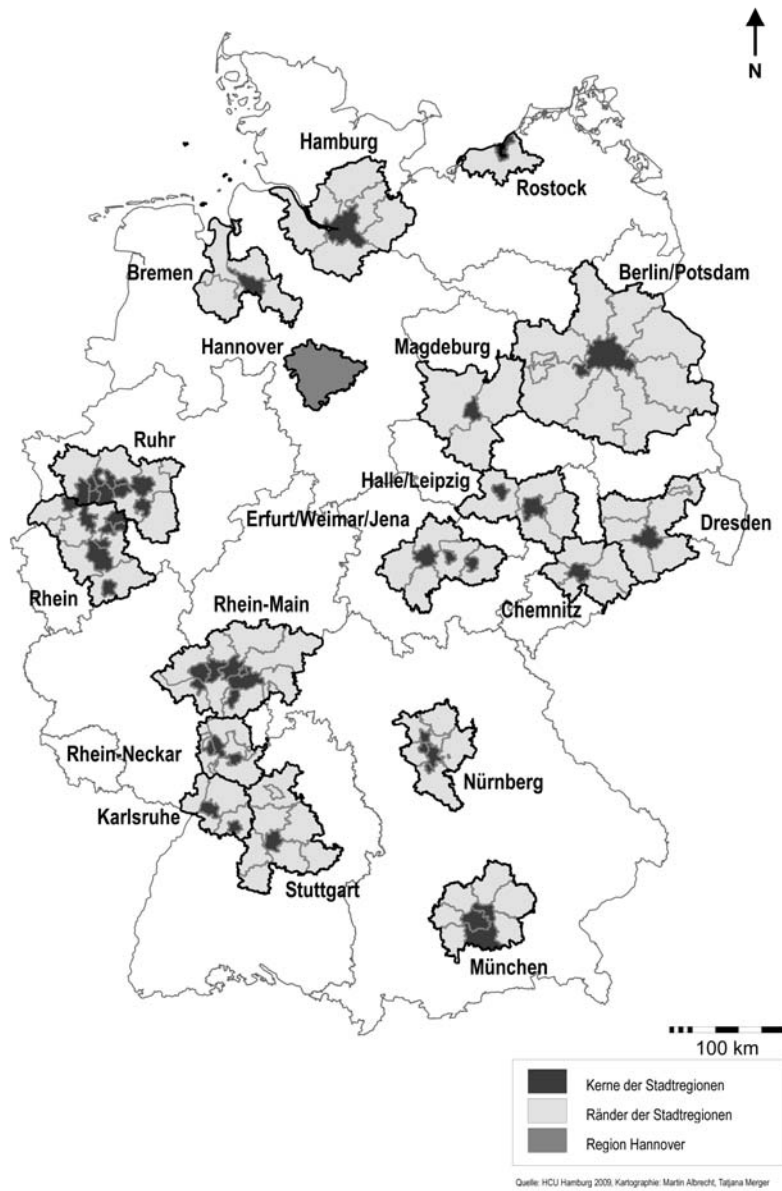 N
Hamburg
Rostock
Bremen
Berlin/Potsdam
Hannover
Magdeburg
Ruhr
Halle/Leipzig
Erfurt/Weimar/Jena
Dresden
Rhein
Chemnitz
Rhein-Main
Rhein-Neckar
Nürnberg
Karlsruhe
Stuttgart
München
100 km
Kerne der Stadtregionen
Ränder der Stadtregionen
Region Hannover
Quelle: HCU Hamburg 2009, Kartographie: Martin Albrecht, Tatjana Merger